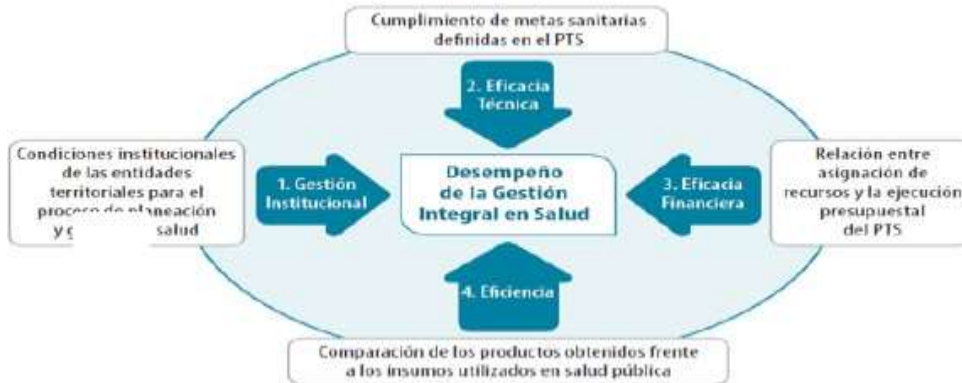 Cumplimiento de metas sanitarias
definidas en el PTS
2. Eficacia
Técnica
Condiciones institucionales
de las entidades
territoriales para el
proceso de planeación
y salud
1. Gestión
Institucional
Desempeño
de la Gestión
Integral en Salud
3. Eficacia
Financiera
Relación entre
asignación de
recursos y la ejecución
presupuestal
del PTS
4. Eficiencia
Comparación de los productos obtenidos frente
a los insumos utilizados en salud pública